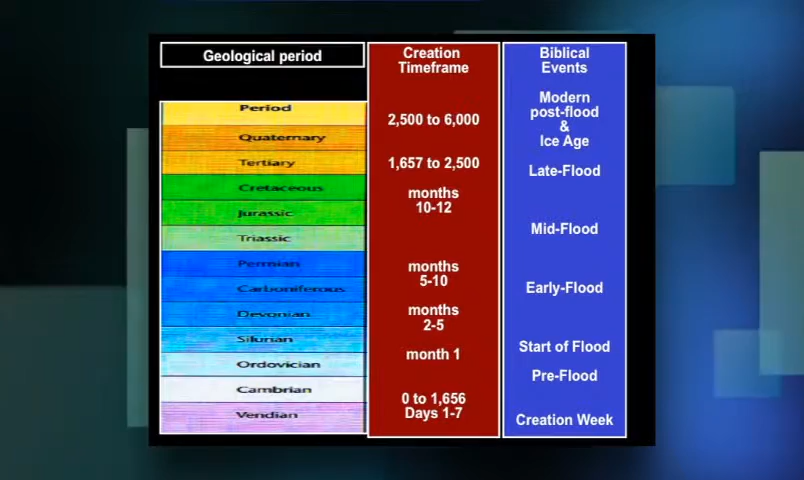 Geological period
Period
Quaternary
Tertiary
Cretaceous
Jurassic
Triassic
Permian
Carboniferous
Devonian
Silurian
Ordovician
Cambrian
Vendian
Creation
Timeframe
2,500 to 6,000
1,657 to 2,500
months
10-12
months
5-10
months
2-5
month 1
0 to 1,656
Days 1-7
Biblical
Events
Modern
post-flood
&
Ice Age
Late-Flood
Mid-Flood
Early-Flood
Start of Flood
Pre-Flood
Creation Week